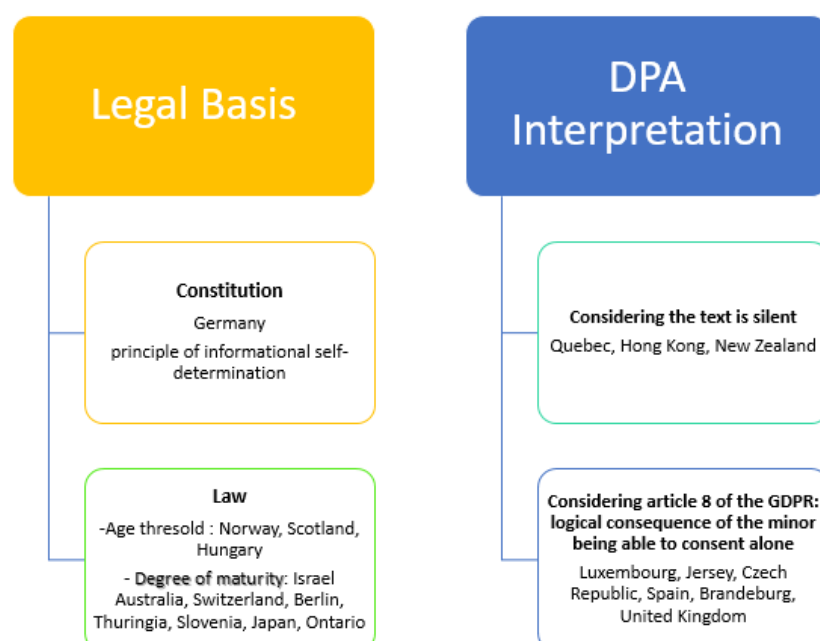 Legal Basis
Constitution
Germany
principle of informational self-
determination
Law
-Age thresold : Norway, Scotland,
Hungary
- Degree of maturity: Israel
Australia, Switzerland, Berlin,
Thuringia, Slovenia, Japan, Ontario
DPA
Interpretation
Considering the text is silent
Quebec, Hong Kong, New Zealand
Considering article 8 of the GDPR:
logical consequence of the minor
being able to consent alone
Luxembourg, Jersey, Czech
Republic, Spain, Brandeburg,
United Kingdom